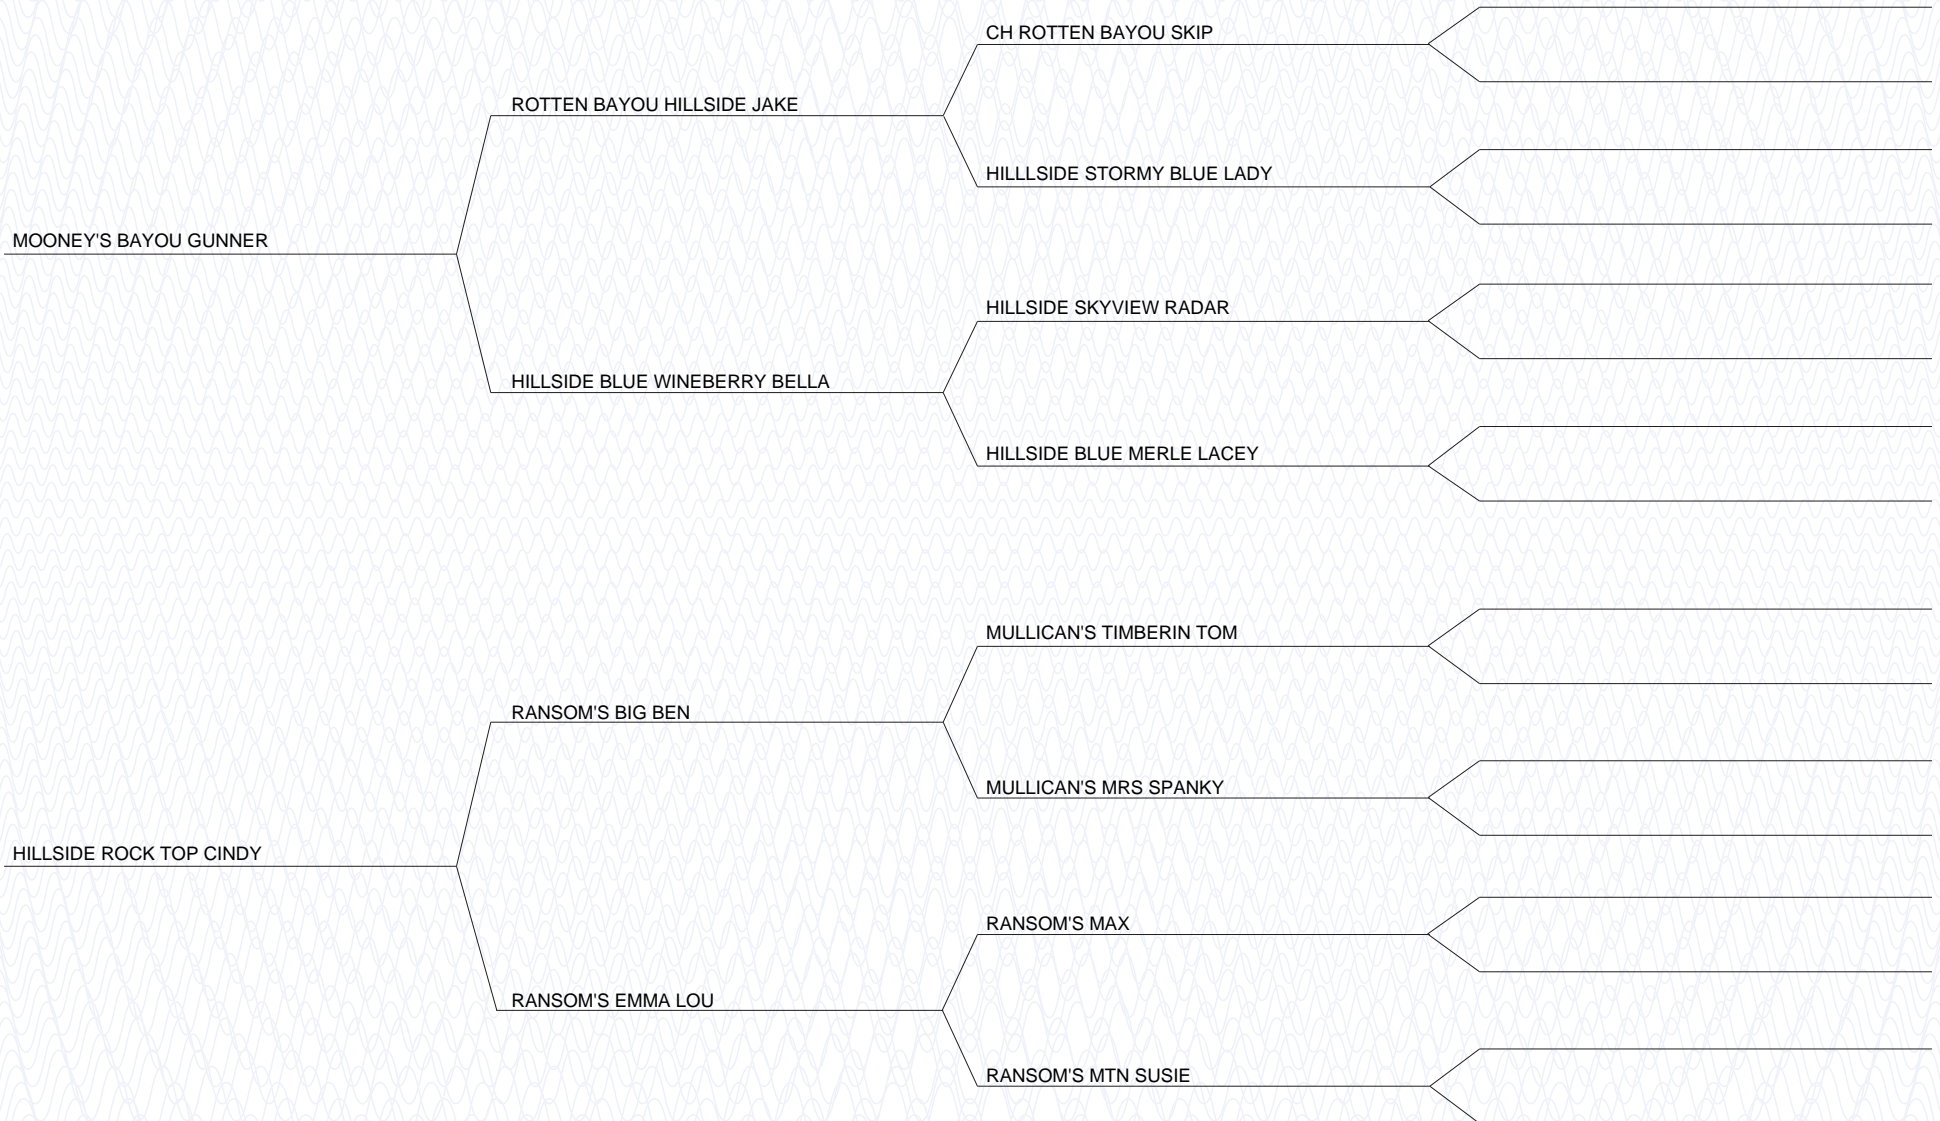 CH ROTTEN BAYOU SKIP
ROTTEN BAYOU HILLSIDE JAKE
HILLLSIDE STORMY BLUE LADY
MOONEY'S BAYOU GUNNER
HILLSIDE SKYVIEW RADAR
HILLSIDE BLUE WINEBERRY BELLA
HILLSIDE BLUE MERLE LACEY
MULLICAN'S TIMBERIN TOM
RANSOM'S BIG BEN
MULLICAN'S MRS SPANKY
HILLSIDE ROCK TOP CINDY
RANSOM'S MAX
RANSOM'S EMMA LOU
RANSOM'S MTN SUSIE